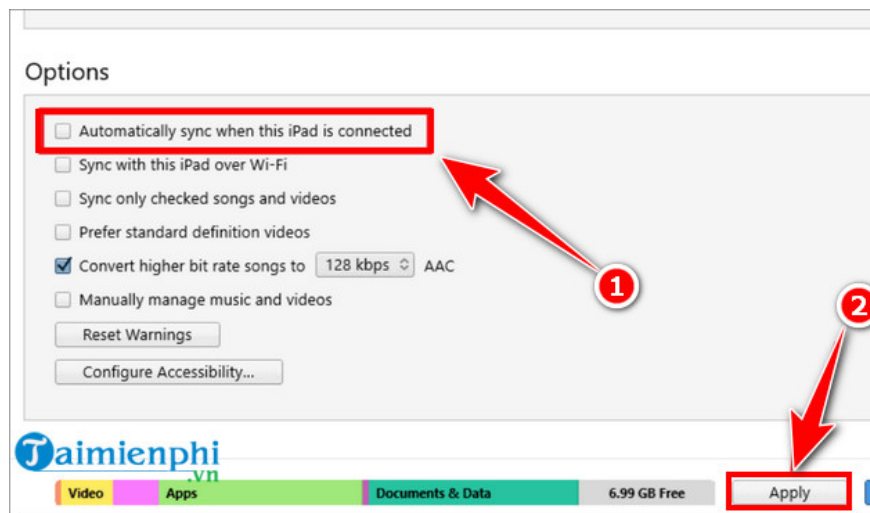 Options
Automatically sync when this iPad is connected
Sync with this iPad over Wi-Fi
Sync only checked songs and videos
Prefer standard definition videos
Convert higher bit rate songs to 128 kbps AAC
Manually manage music and videos
Reset Warnings
Configure Accessibility...
1
2
Taimienphi
.vn
Video Apps Documents & Data 6.99 GB Free Apply